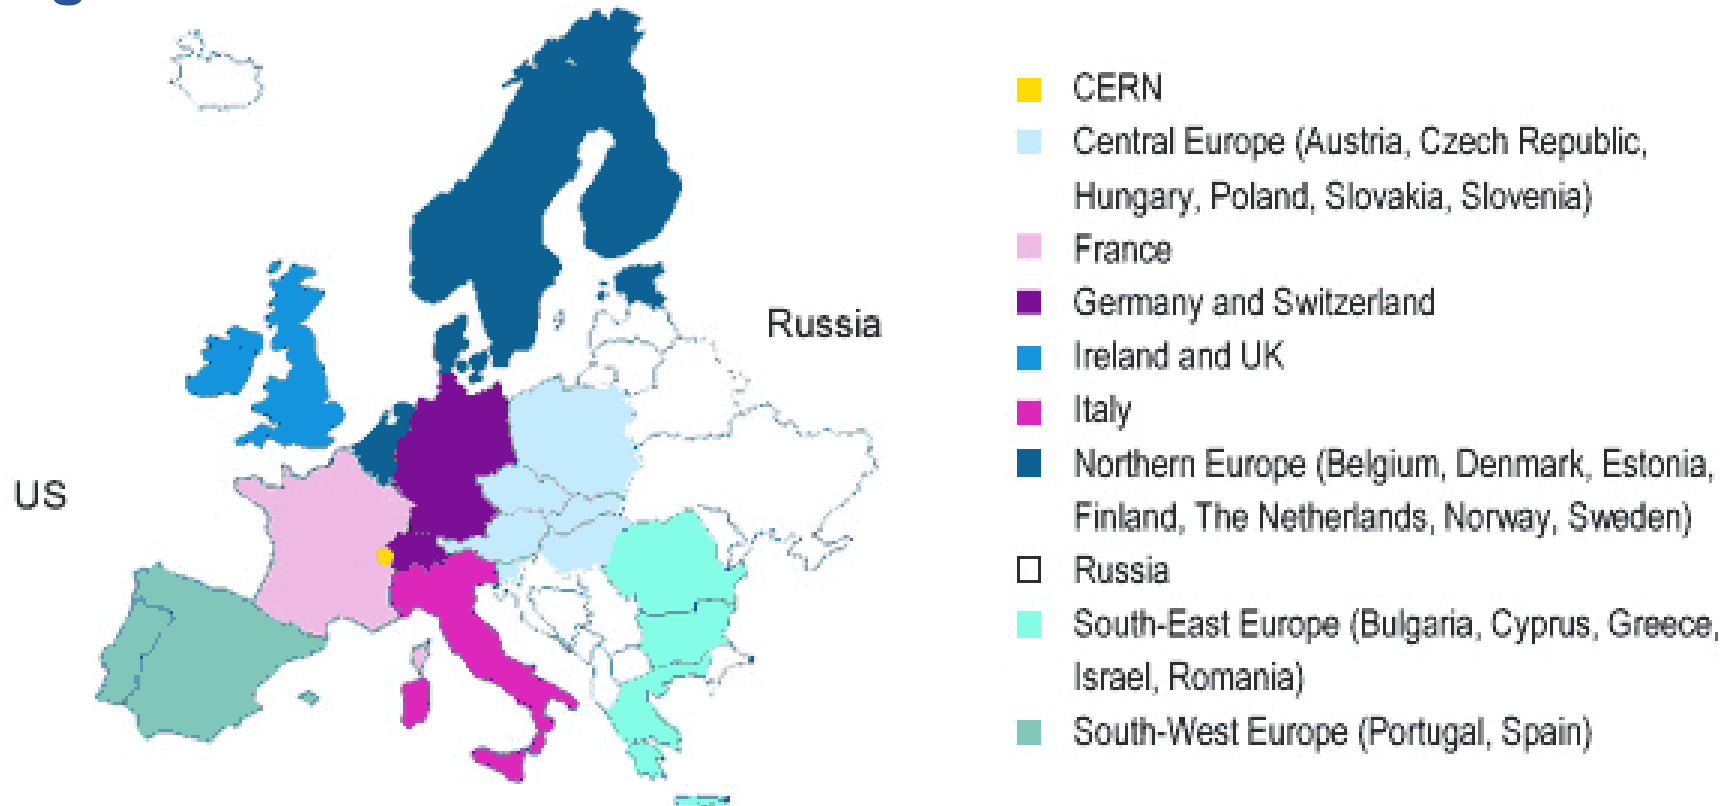 Russia
US
CERN
Central Europe (Austria, Czech Republic,
Hungary, Poland, Slovakia, Slovenia)
France
Germany and Switzerland
Ireland and UK
Italy
Northern Europe (Belgium, Denmark, Estonia,
Finland, The Netherlands, Norway, Sweden)
Russia
South-East Europe (Bulgaria, Cyprus, Greece,
Israel, Romania)
South-West Europe (Portugal, Spain)